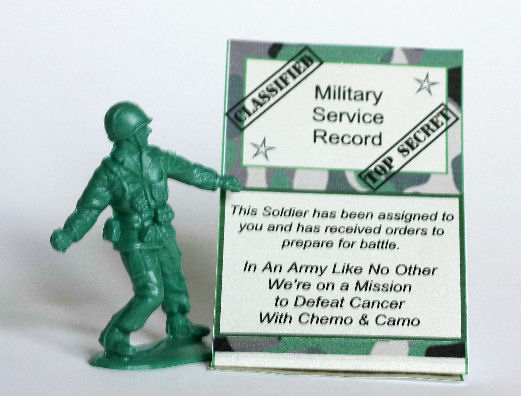 CLASSIFIED
Military
Service
Record
TOP SECRET
This Soldier has been assigned to
you and has received orders to
prepare for battle.
In An Army Like No Other
We're on a Mission
to Defeat Cancer
With Chemo & Camo